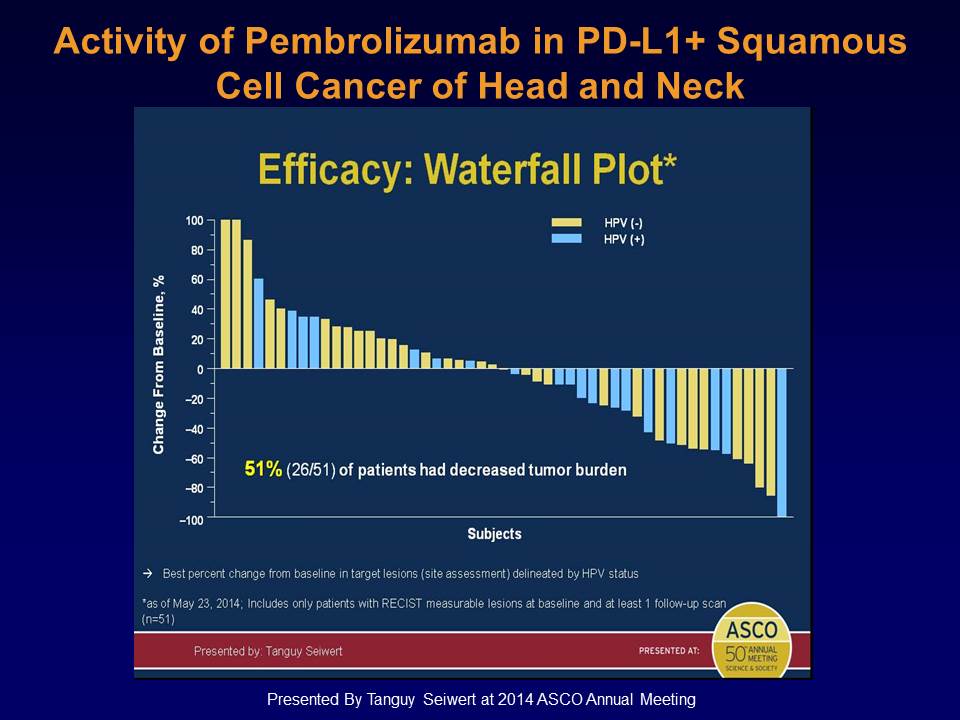 Activity of Pembrolizumab in PD-L1+ Squamous
Cell Cancer of Head and Neck
Efficacy: Waterfall Plot*
HPV (-)
HPV (+)
Change From Baseline, %
100
80
60
40
20
0
–20
–40
–60
–80
–100
51% (26/51) of patients had decreased tumor burden
Subjects
→ Best percent change from baseline in target lesions (site assessment) delineated by HPV status
*as of May 23, 2014; Includes only patients with RECIST measurable lesions at baseline and at least 1 follow-up scan
(n=51)
Presented by: Tanguy Seiwert
PRESENTED AT:
ASCO
50TH ANNUAL
MEETING
SCIENCE & SOCIETY
Presented By Tanguy Seiwert at 2014 ASCO Annual Meeting